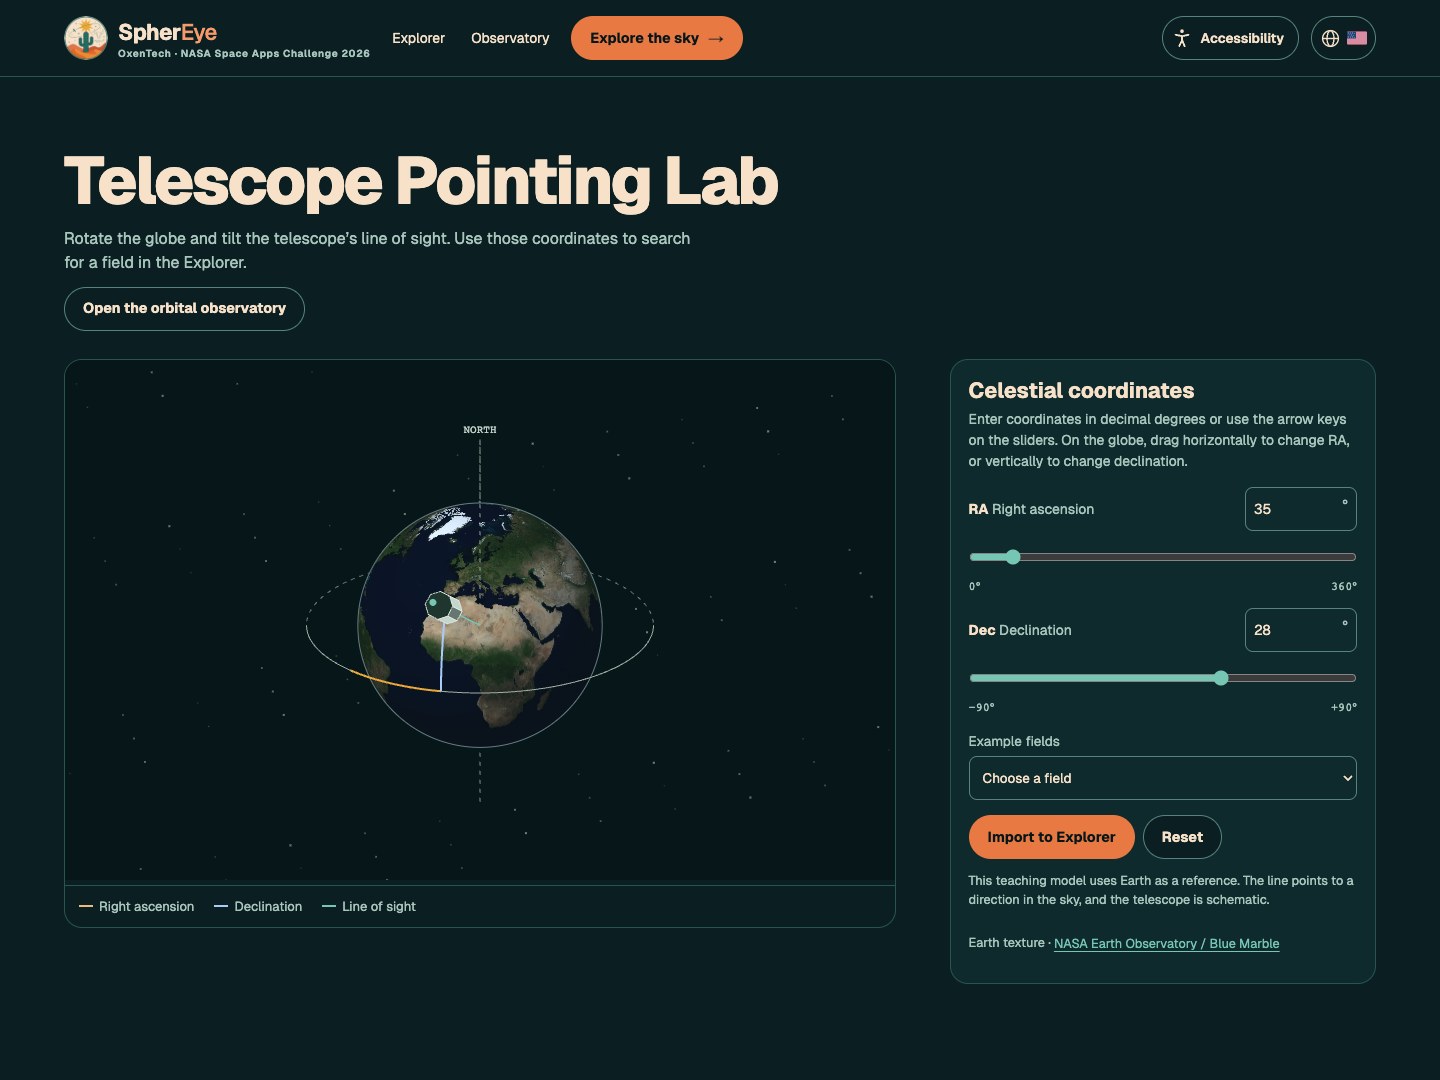 SpherEye
OxenTech · NASA Space Apps Challenge 2026
Explorer
Observatory
Explore the sky →
Accessibility
Telescope Pointing Lab
Rotate the globe and tilt the telescope’s line of sight. Use those coordinates to search
for a field in the Explorer.
Open the orbital observatory
NORTH
Right ascension
Declination
Line of sight
Celestial coordinates
Enter coordinates in decimal degrees or use the arrow keys
on the sliders. On the globe, drag horizontally to change RA,
or vertically to change declination.
RA Right ascension
35 °
0°
360°
Dec Declination
28 °
−90°
+90°
Example fields
Choose a field
Import to Explorer
Reset
This teaching model uses Earth as a reference. The line points to a
direction in the sky, and the telescope is schematic.
Earth texture · NASA Earth Observatory / Blue Marble